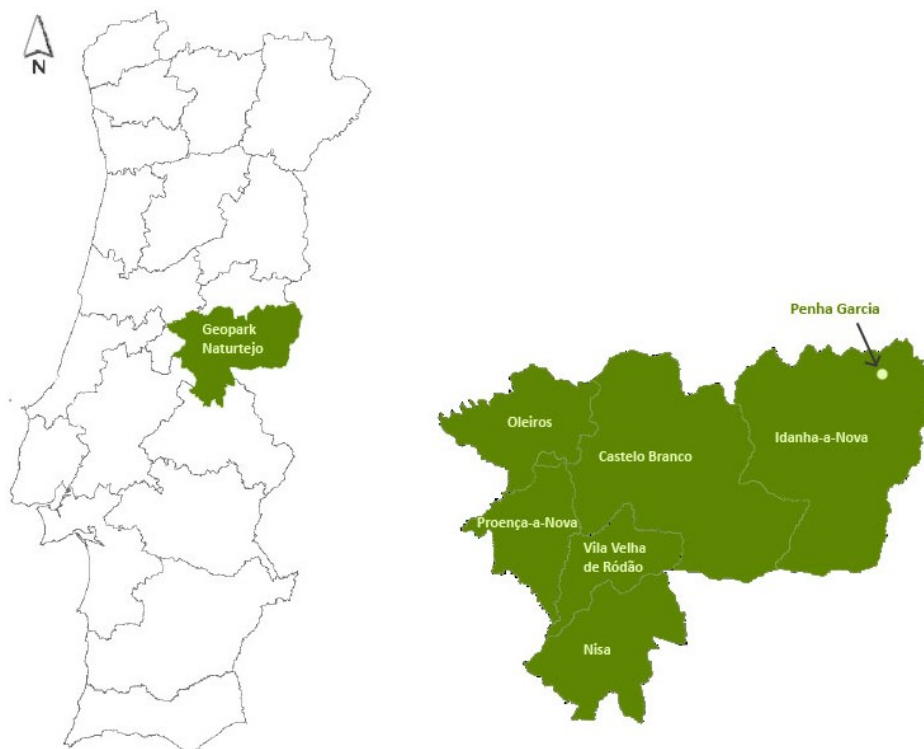 N
Geopark
Naturtejo
Penha Garcia
Oleiros
Idanha-a-Nova
Castelo Branco
Proença-a-Nova
Vila Velha
de Ródão
Nisa